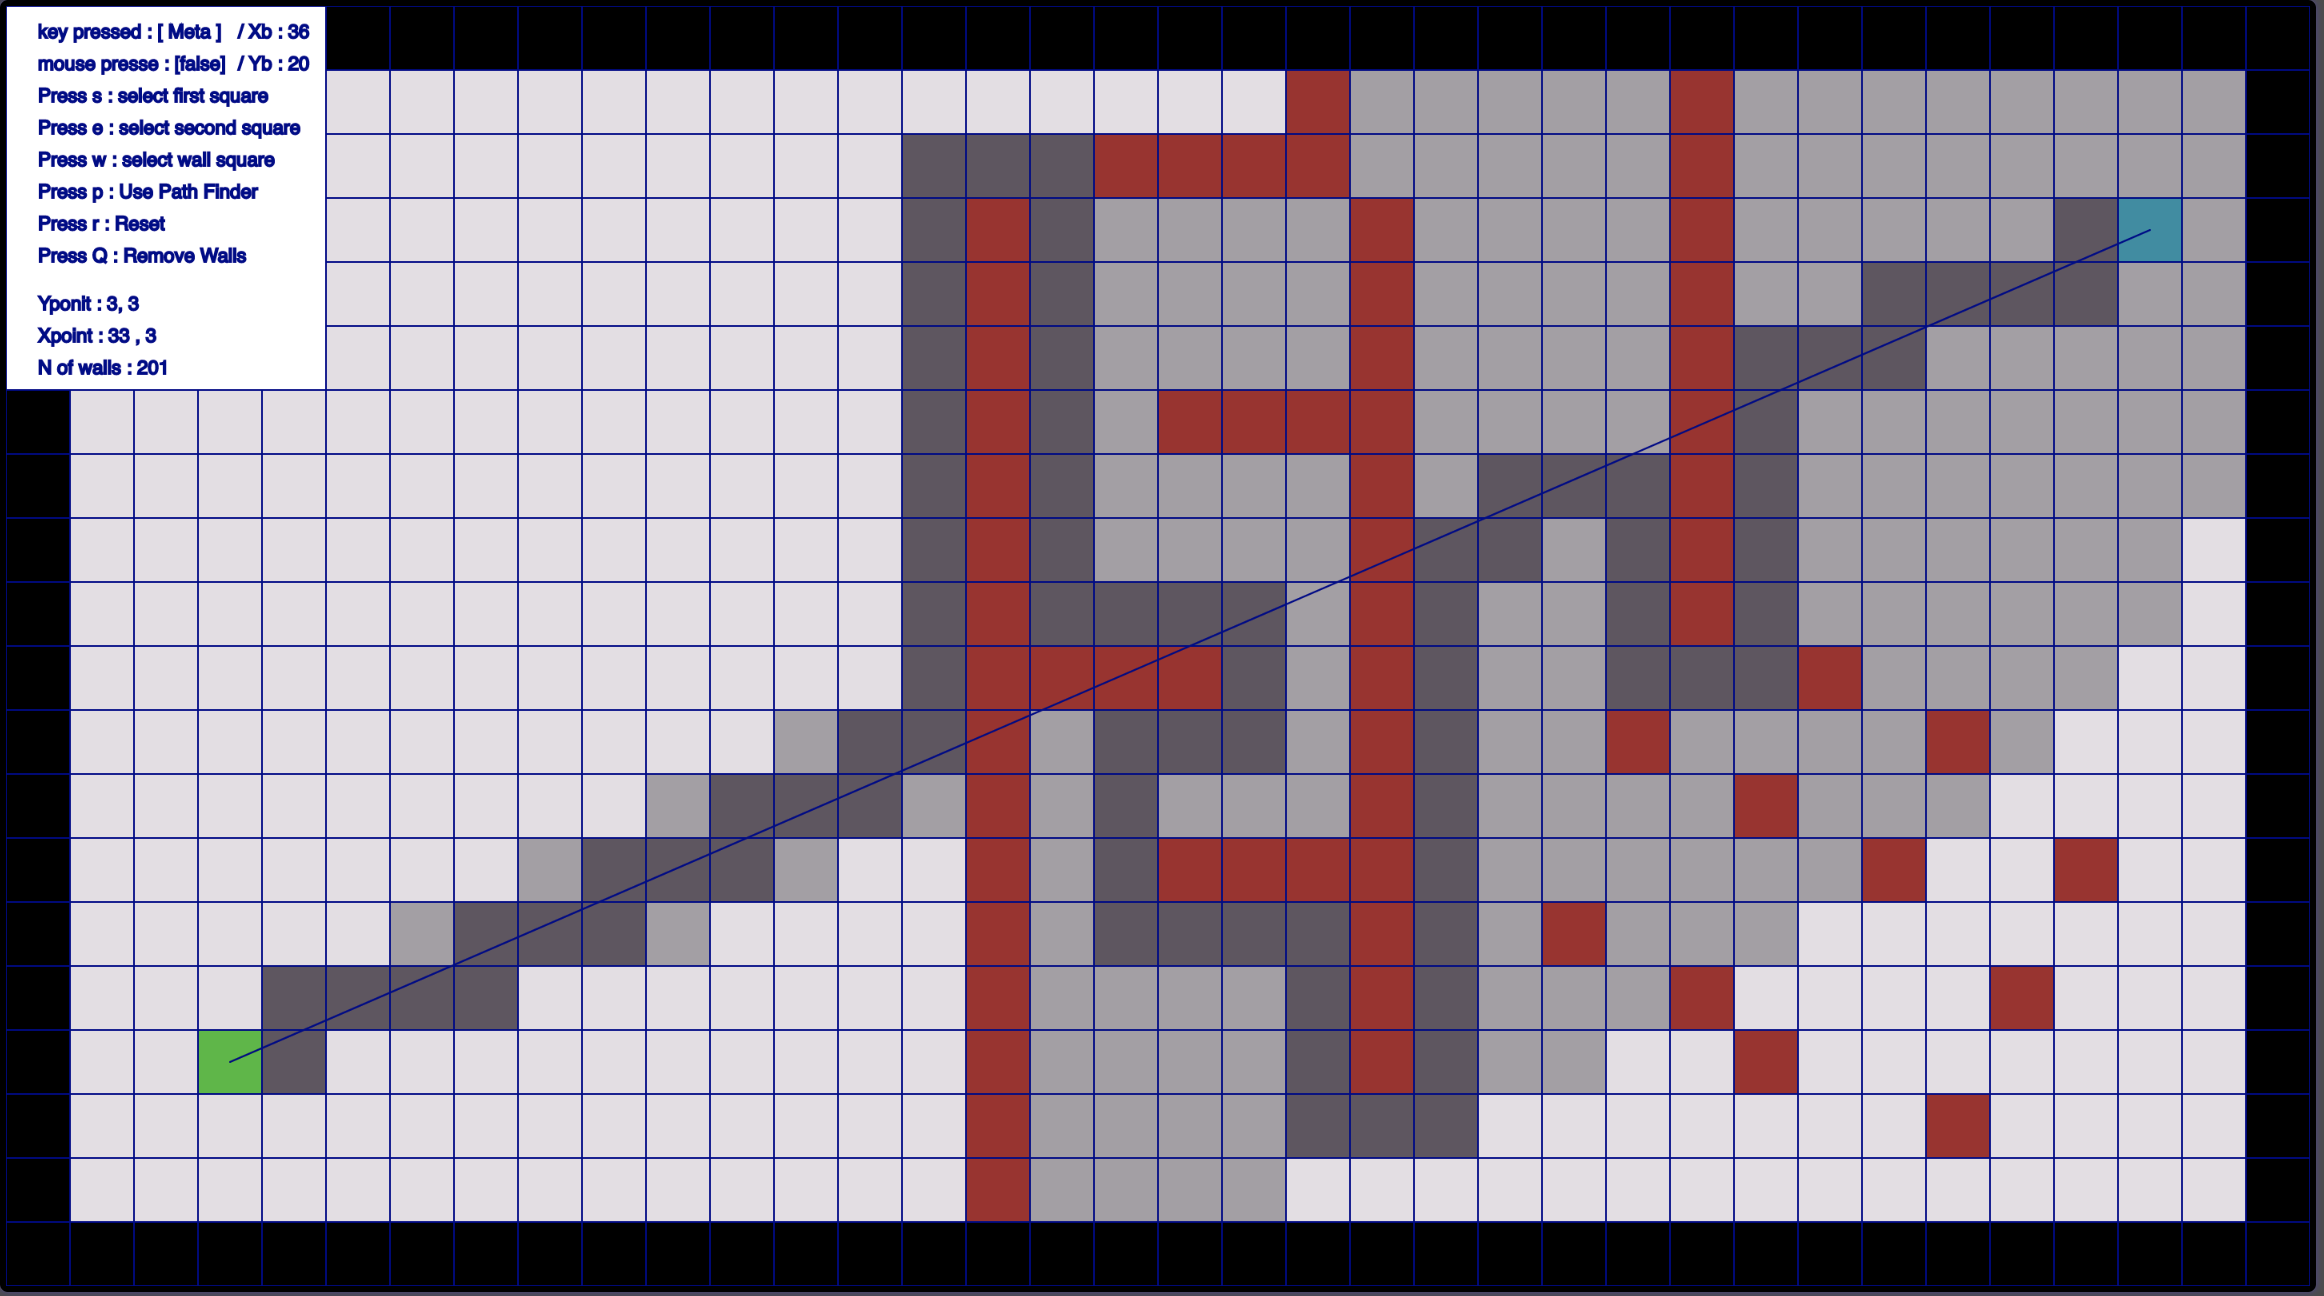 key pressed : [ Meta ] / Xb : 36
mouse presse : [false] / Yb : 20
Press s : select first square
Press e : select second square
Press w : select wall square
Press p : Use Path Finder
Press r : Reset
Press Q : Remove Walls
Yponit : 3, 3
Xpoint : 33 , 3
N of walls : 201